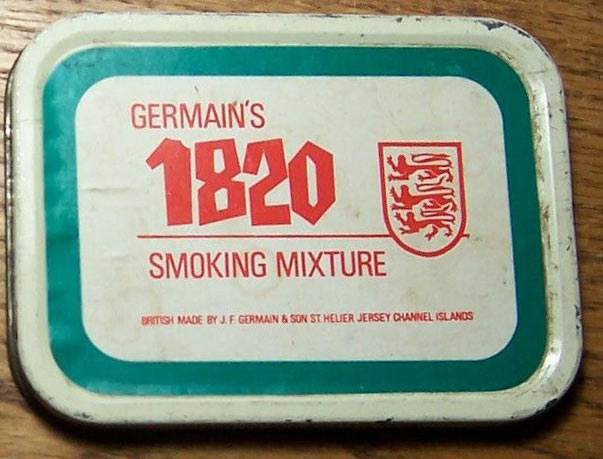 GERMAIN'S
1820
SMOKING MIXTURE
BRITISH MADE BY J. F. GERMAIN & SON ST. HELIER JERSEY CHANNEL ISLANDS